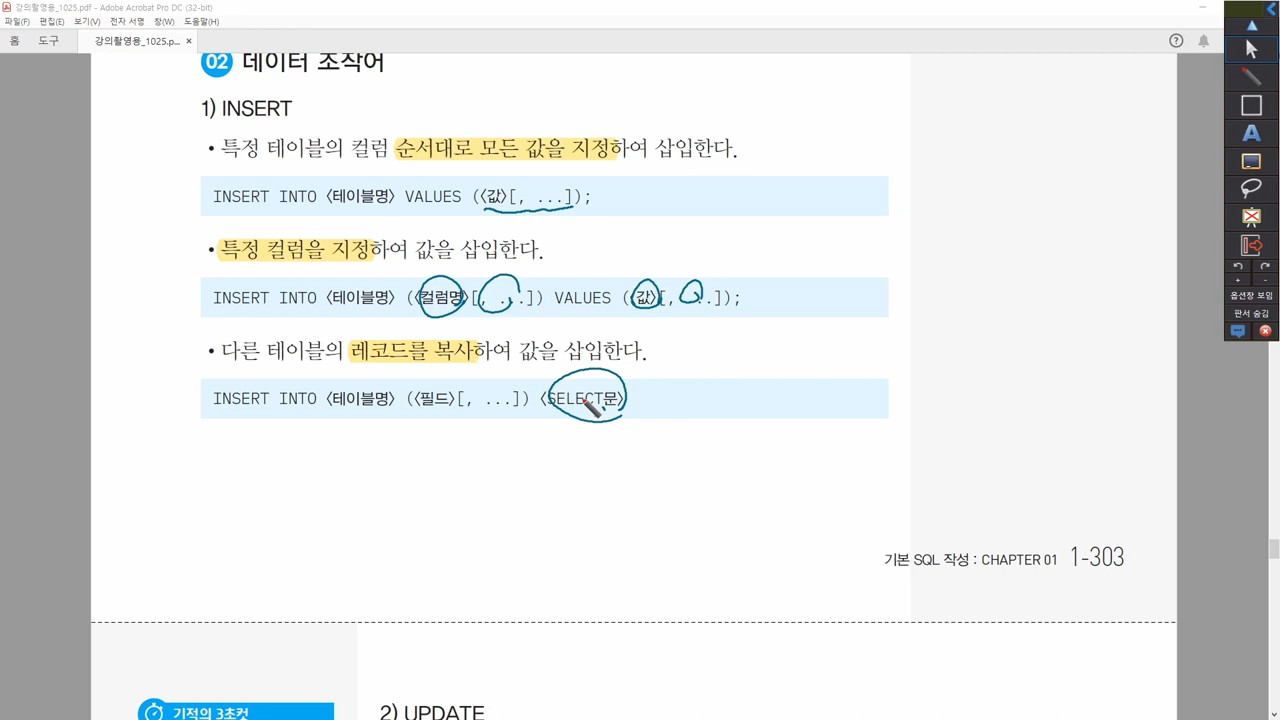 강의촬영용_1025.pdf - Adobe Acrobat Pro DC (32-bit)
파일(F) 편집(E) 보기(V) 전자 서명 창(W) 도움말(H)
홈 도구 강의촬영용_1025.p... ×
02 데이터 조작어
1) INSERT
• 특정 테이블의 컬럼 순서대로 모든 값을 지정하여 삽입한다.
INSERT INTO 〈테이블명〉 VALUES (〈값〉[, ...]);
• 특정 컬럼을 지정하여 값을 삽입한다.
INSERT INTO 〈테이블명〉 (〈컬럼명〉[, ...]) VALUES (〈값〉[, ...]);
• 다른 테이블의 레코드를 복사하여 값을 삽입한다.
INSERT INTO 〈테이블명〉 (〈필드〉[, ...]) 〈SELECT문〉
기본 SQL 작성 : CHAPTER 01 1-303
기적의 3초컷
2) UPDATE
A
옵션창 보임
판서 숨김